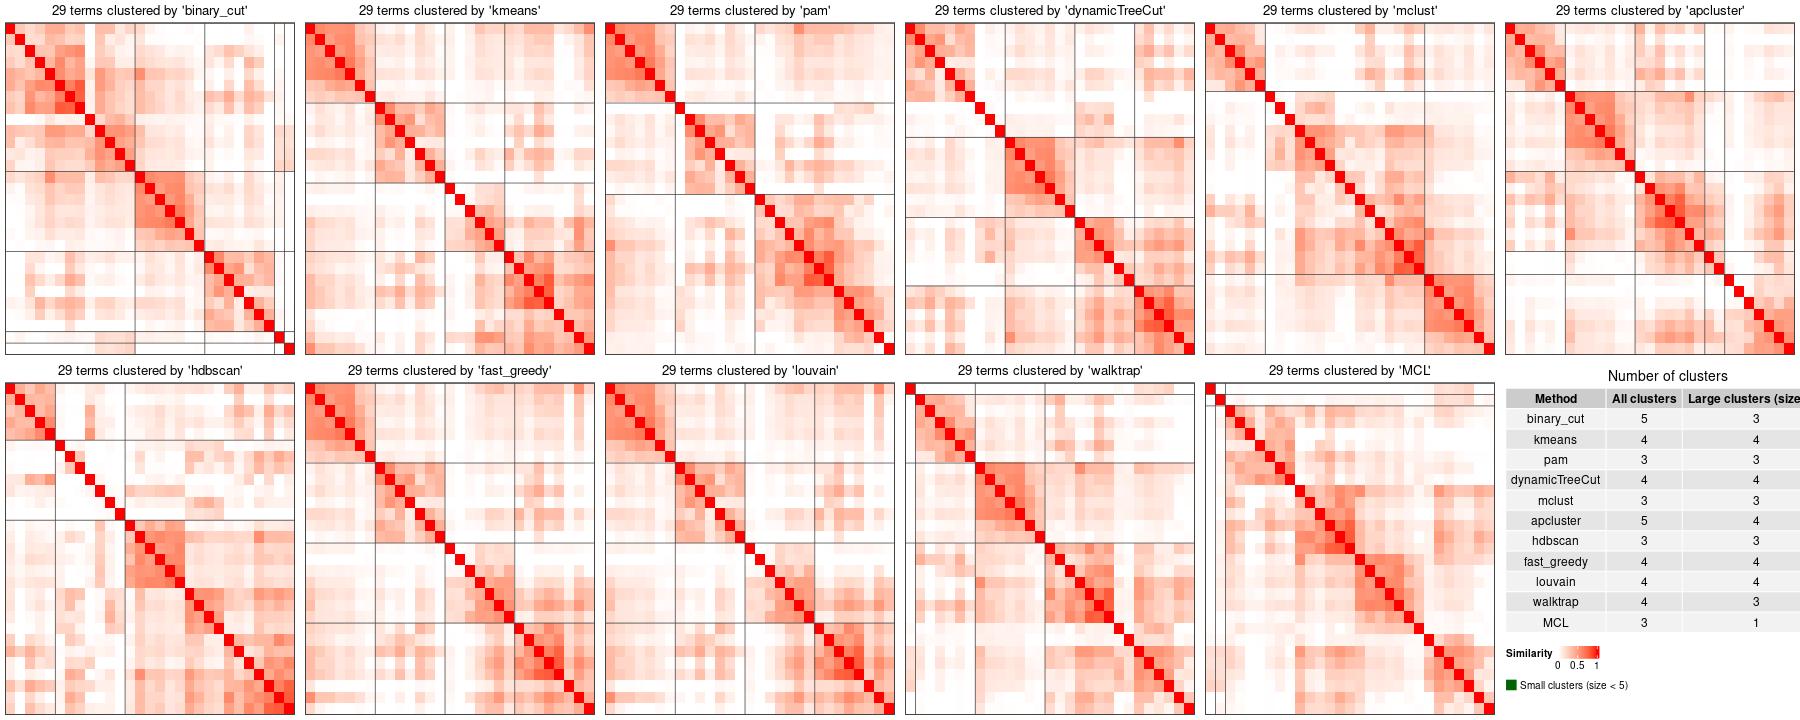 29 terms clustered by 'binary_cut'
29 terms clustered by 'kmeans'
29 terms clustered by 'pam'
29 terms clustered by 'dynamicTreeCut'
29 terms clustered by 'mclust'
29 terms clustered by 'apcluster'
29 terms clustered by 'hdbscan'
29 terms clustered by 'fast_greedy'
29 terms clustered by 'louvain'
29 terms clustered by 'walktrap'
29 terms clustered by 'MCL'
Number of clusters
Method All clusters Large clusters (size
binary_cut 5 3
kmeans 4 4
pam 3 3
dynamicTreeCut 4 4
mclust 3 3
apcluster 5 4
hdbscan 3 3
fast_greedy 4 4
louvain 4 4
walktrap 4 3
MCL 3 1
Similarity
0 0.5 1
Small clusters (size < 5)